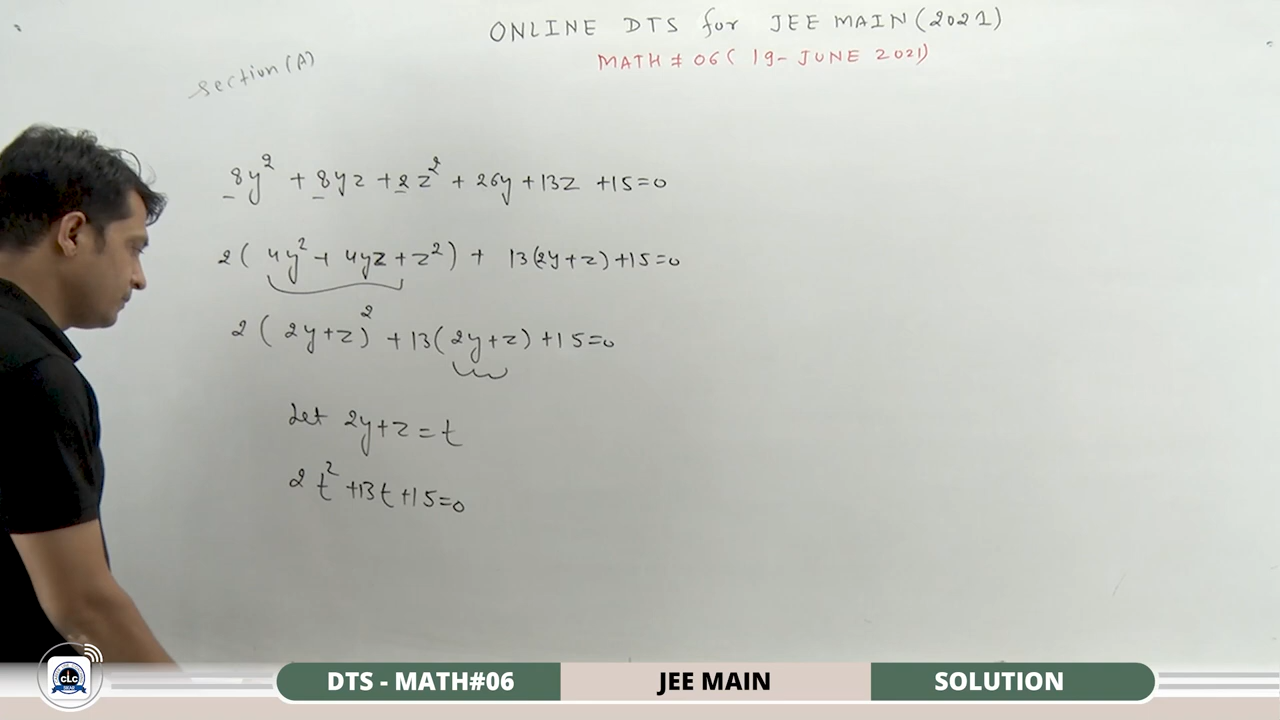 ONLINE DTS for JEE MAIN (2021)
MATH # 06 ( 19 - JUNE 2021)
Section (A)
8y² + 8yz + 2z² + 26y + 13z + 15 = 0
2 ( 4y² + 4yz + z² ) + 13(2y + z) + 15 = 0
2 ( 2y + z )² + 13 ( 2y + z ) + 15 = 0
Let 2y + z = t
2t² + 13t + 15 = 0
CLC
DTS - MATH#06 JEE MAIN SOLUTION